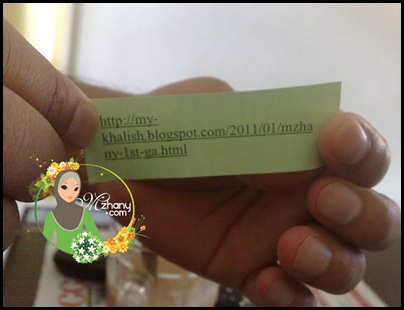 http://my-
khalish.blogspot.com/2011/01/mzha
ny-1st-ga.html
Mzhany
.com